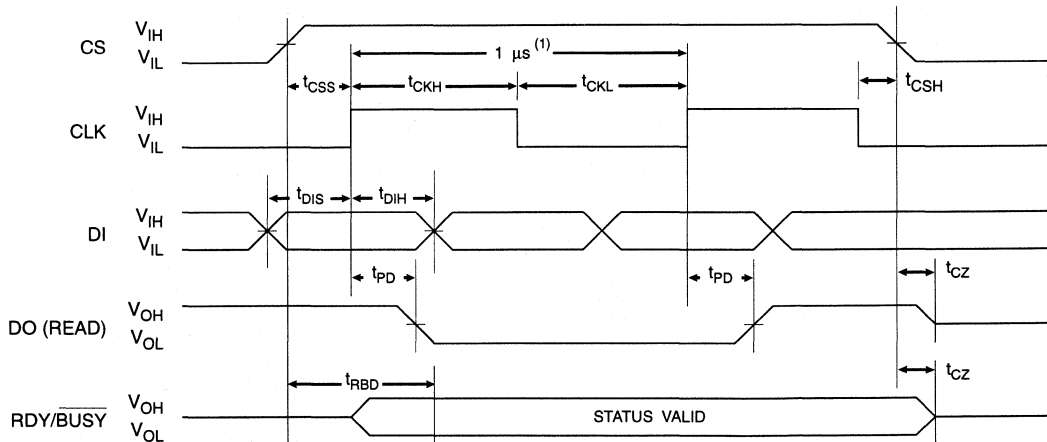 CS
V_IH
V_IL
1 μs (1)
t_CSS
t_CKH
t_CKL
t_CSH
CLK
V_IH
V_IL
t_DIS
t_DIH
DI
V_IH
V_IL
t_PD
t_PD
t_CZ
DO (READ)
V_OH
V_OL
t_RBD
t_CZ
RDY/BUSY
V_OH
V_OL
STATUS VALID